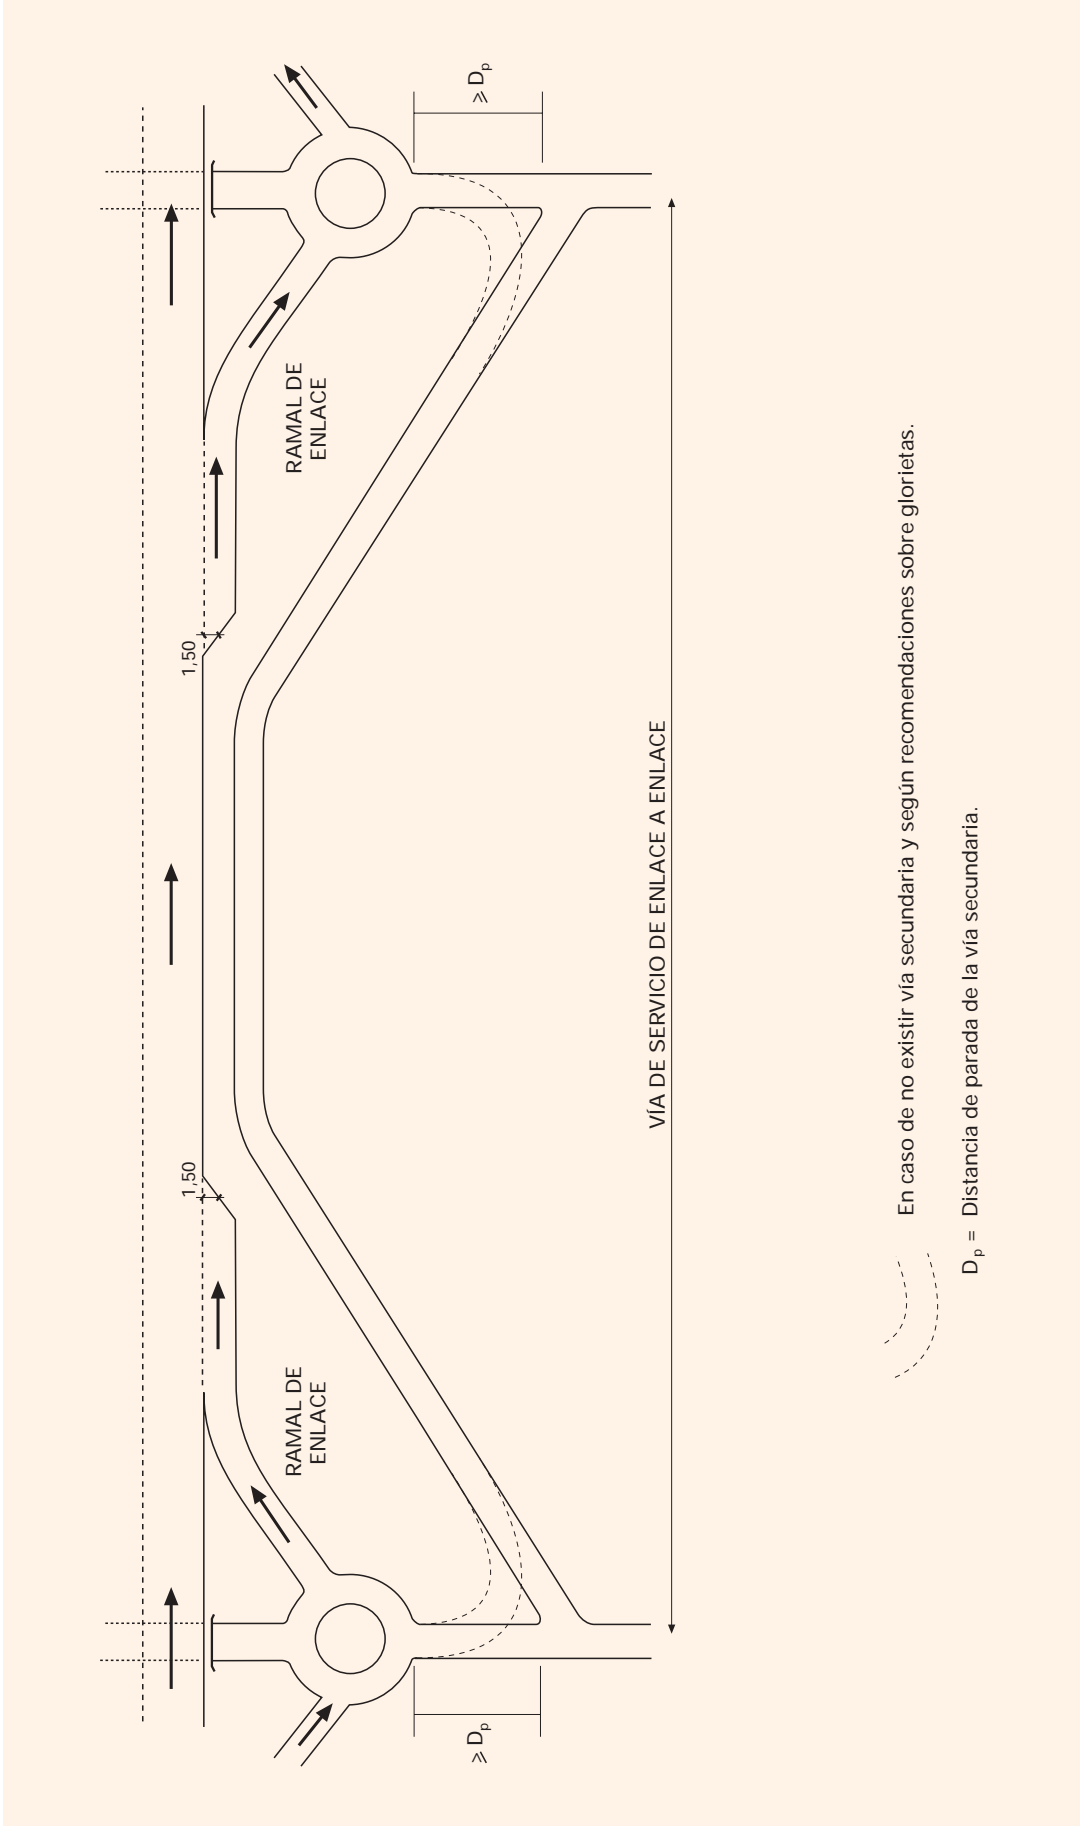 1,50
1,50
RAMAL DE
ENLACE
RAMAL DE
ENLACE
⩾ Dp
⩾ Dp
VÍA DE SERVICIO DE ENLACE A ENLACE
En caso de no existir vía secundaria y según recomendaciones sobre glorietas.
Dp = Distancia de parada de la vía secundaria.